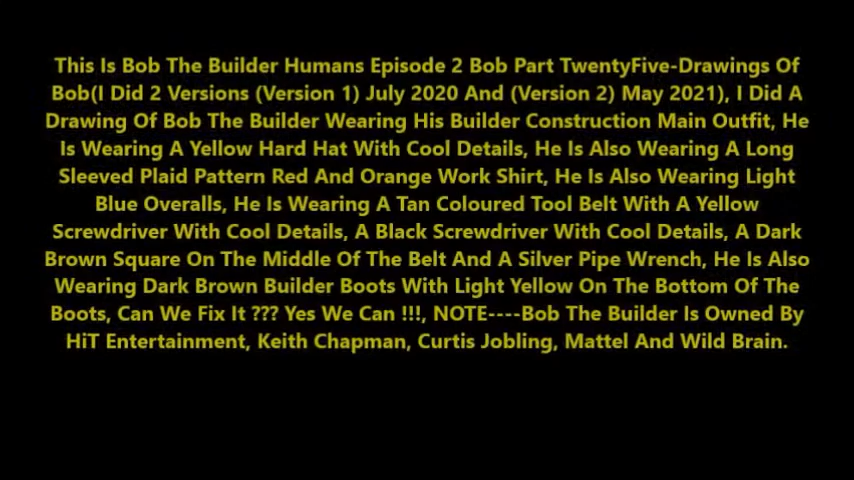 This Is Bob The Builder Humans Episode 2 Bob Part TwentyFive-Drawings Of
Bob(I Did 2 Versions (Version 1) July 2020 And (Version 2) May 2021), I Did A
Drawing Of Bob The Builder Wearing His Builder Construction Main Outfit, He
Is Wearing A Yellow Hard Hat With Cool Details, He Is Also Wearing A Long
Sleeved Plaid Pattern Red And Orange Work Shirt, He Is Also Wearing Light
Blue Overalls, He Is Wearing A Tan Coloured Tool Belt With A Yellow
Screwdriver With Cool Details, A Black Screwdriver With Cool Details, A Dark
Brown Square On The Middle Of The Belt And A Silver Pipe Wrench, He Is Also
Wearing Dark Brown Builder Boots With Light Yellow On The Bottom Of The
Boots, Can We Fix It ??? Yes We Can !!!, NOTE----Bob The Builder Is Owned By
HiT Entertainment, Keith Chapman, Curtis Jobling, Mattel And Wild Brain.